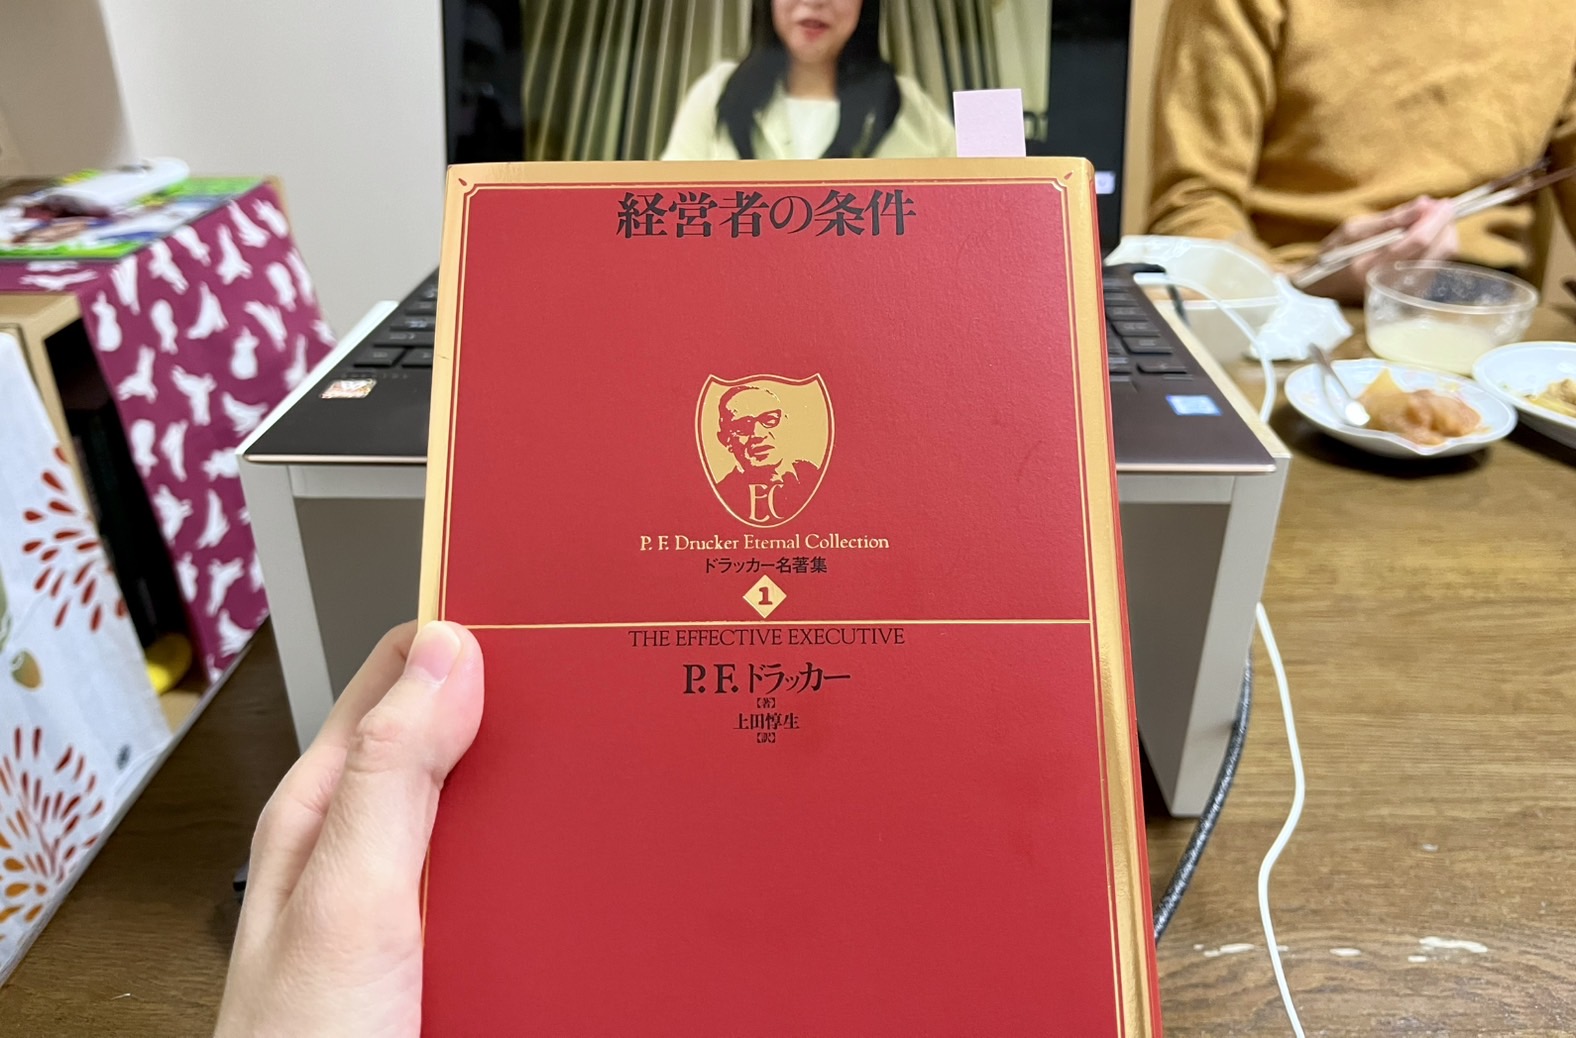 経営者の条件
EC
P. F. Drucker Eternal Collection
ドラッカー名著集
1
THE EFFECTIVE EXECUTIVE
P. F. ドラッカー
【著】
上田惇生
【訳】